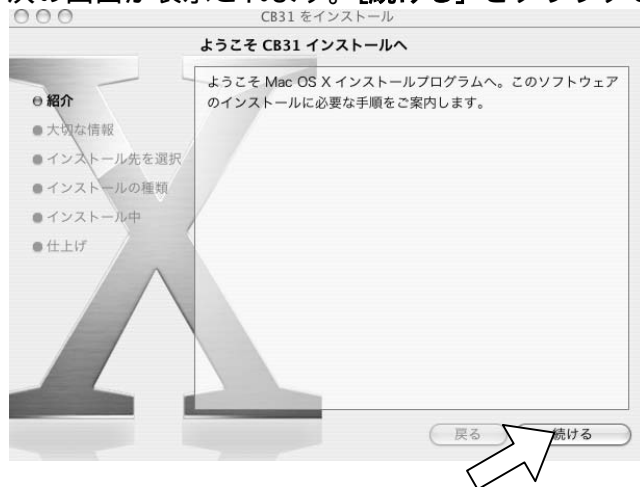 CB31 をインストール
ようこそ CB31 インストールへ
ようこそ Mac OS X インストールプログラムへ。このソフトウェア
のインストールに必要な手順をご案内します。
紹介
大切な情報
インストール先を選択
インストールの種類
インストール中
仕上げ
戻る
続ける